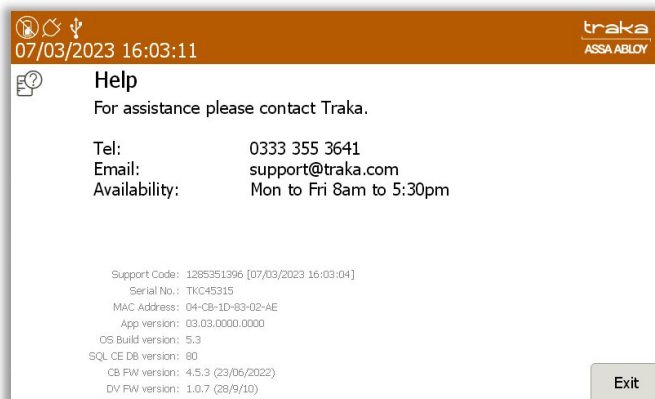 07/03/2023 16:03:11
traka
ASSA ABLOY
Help
For assistance please contact Traka.
Tel: 0333 355 3641
Email: support@traka.com
Availability: Mon to Fri 8am to 5:30pm
Support Code: 1285351396 [07/03/2023 16:03:04]
Serial No.: TKC45315
MAC Address: 04-CB-1D-83-02-AE
App version: 03.03.0000.0000
OS Build version: 5.3
SQL CE DB version: 80
CB FW version: 4.5.3 (23/06/2022)
DV FW version: 1.0.7 (28/9/10)
Exit